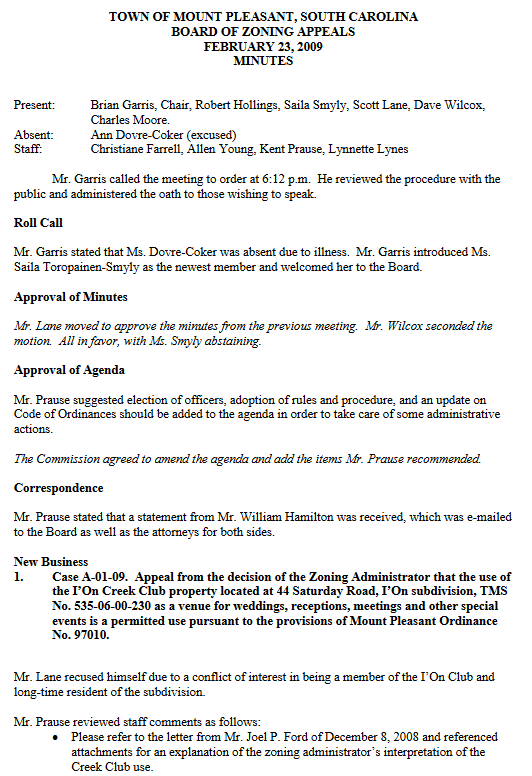 TOWN OF MOUNT PLEASANT, SOUTH CAROLINA
BOARD OF ZONING APPEALS
FEBRUARY 23, 2009
MINUTES
Present: Brian Garris, Chair, Robert Hollings, Saila Smyly, Scott Lane, Dave Wilcox,
Charles Moore.
Absent: Ann Dovre-Coker (excused)
Staff: Christiane Farrell, Allen Young, Kent Prause, Lynnette Lynes
Mr. Garris called the meeting to order at 6:12 p.m. He reviewed the procedure with the
public and administered the oath to those wishing to speak.
Roll Call
Mr. Garris stated that Ms. Dovre-Coker was absent due to illness. Mr. Garris introduced Ms.
Saila Toropainen-Smyly as the newest member and welcomed her to the Board.
Approval of Minutes
Mr. Lane moved to approve the minutes from the previous meeting. Mr. Wilcox seconded the
motion. All in favor, with Ms. Smyly abstaining.
Approval of Agenda
Mr. Prause suggested election of officers, adoption of rules and procedure, and an update on
Code of Ordinances should be added to the agenda in order to take care of some administrative
actions.
The Commission agreed to amend the agenda and add the items Mr. Prause recommended.
Correspondence
Mr. Prause stated that a statement from Mr. William Hamilton was received, which was e-mailed
to the Board as well as the attorneys for both sides.
New Business
1. Case A-01-09. Appeal from the decision of the Zoning Administrator that the use of
the I'On Creek Club property located at 44 Saturday Road, I'On subdivision, TMS
No. 535-06-00-230 as a venue for weddings, receptions, meetings and other special
events is a permitted use pursuant to the provisions of Mount Pleasant Ordinance
No. 97010.
Mr. Lane recused himself due to a conflict of interest in being a member of the I'On Club and
long-time resident of the subdivision.
Mr. Prause reviewed staff comments as follows:
• Please refer to the letter from Mr. Joel P. Ford of December 8, 2008 and referenced
attachments for an explanation of the zoning administrator's interpretation of the
Creek Club use.